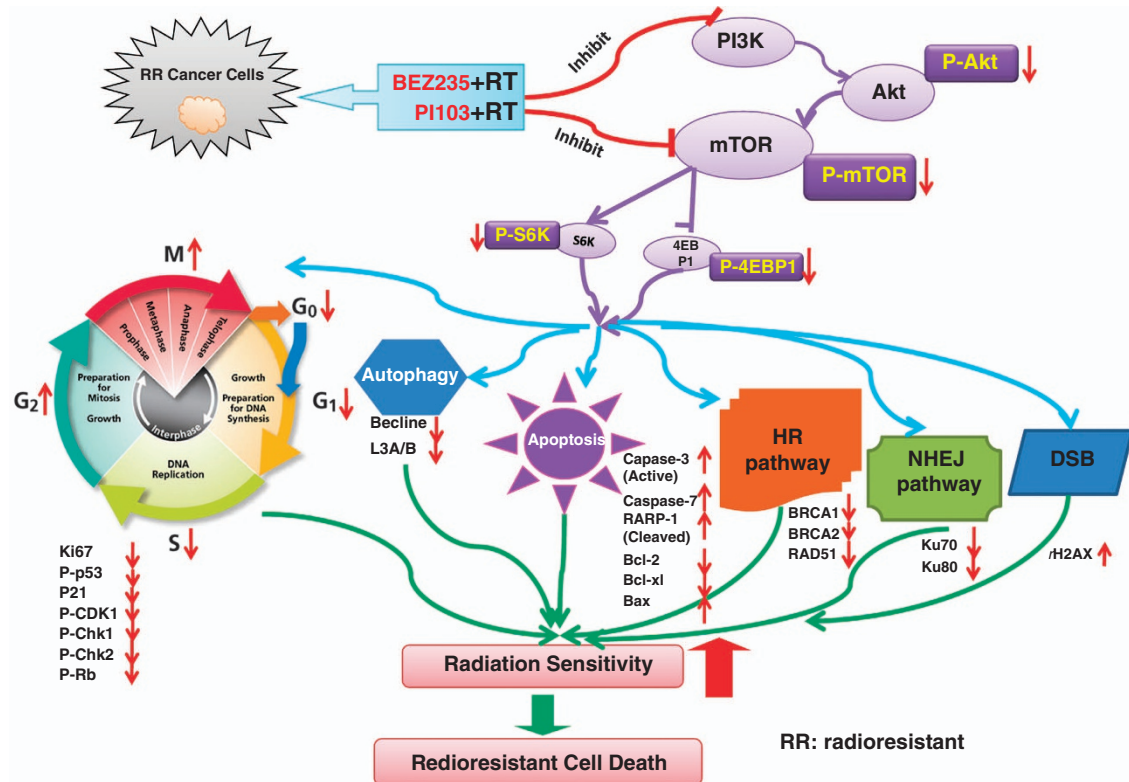 RR Cancer Cells
BEZ235+RT
PI103+RT
Inhibit
Inhibit
PI3K
P-Akt
Akt
mTOR
P-mTOR
P-S6K
S6K
4EB
P1
P-4EBP1
M
Prophase
Metaphase
Anaphase
Telophase
G0
G1
G2
S
Preparation
for
Mitosis
Growth
Growth
Preparation
for DNA
Synthesis
Interphase
DNA
Replication
Ki67
P-p53
P21
P-CDK1
P-Chk1
P-Chk2
P-Rb
Autophagy
Becline
L3A/B
Apoptosis
Capase-3
(Active)
Caspase-7
RARP-1
(Cleaved)
Bcl-2
Bcl-xl
Bax
HR
pathway
BRCA1
BRCA2
RAD51
NHEJ
pathway
Ku70
Ku80
DSB
rH2AX
Radiation Sensitivity
Redioresistant Cell Death
RR: radioresistant